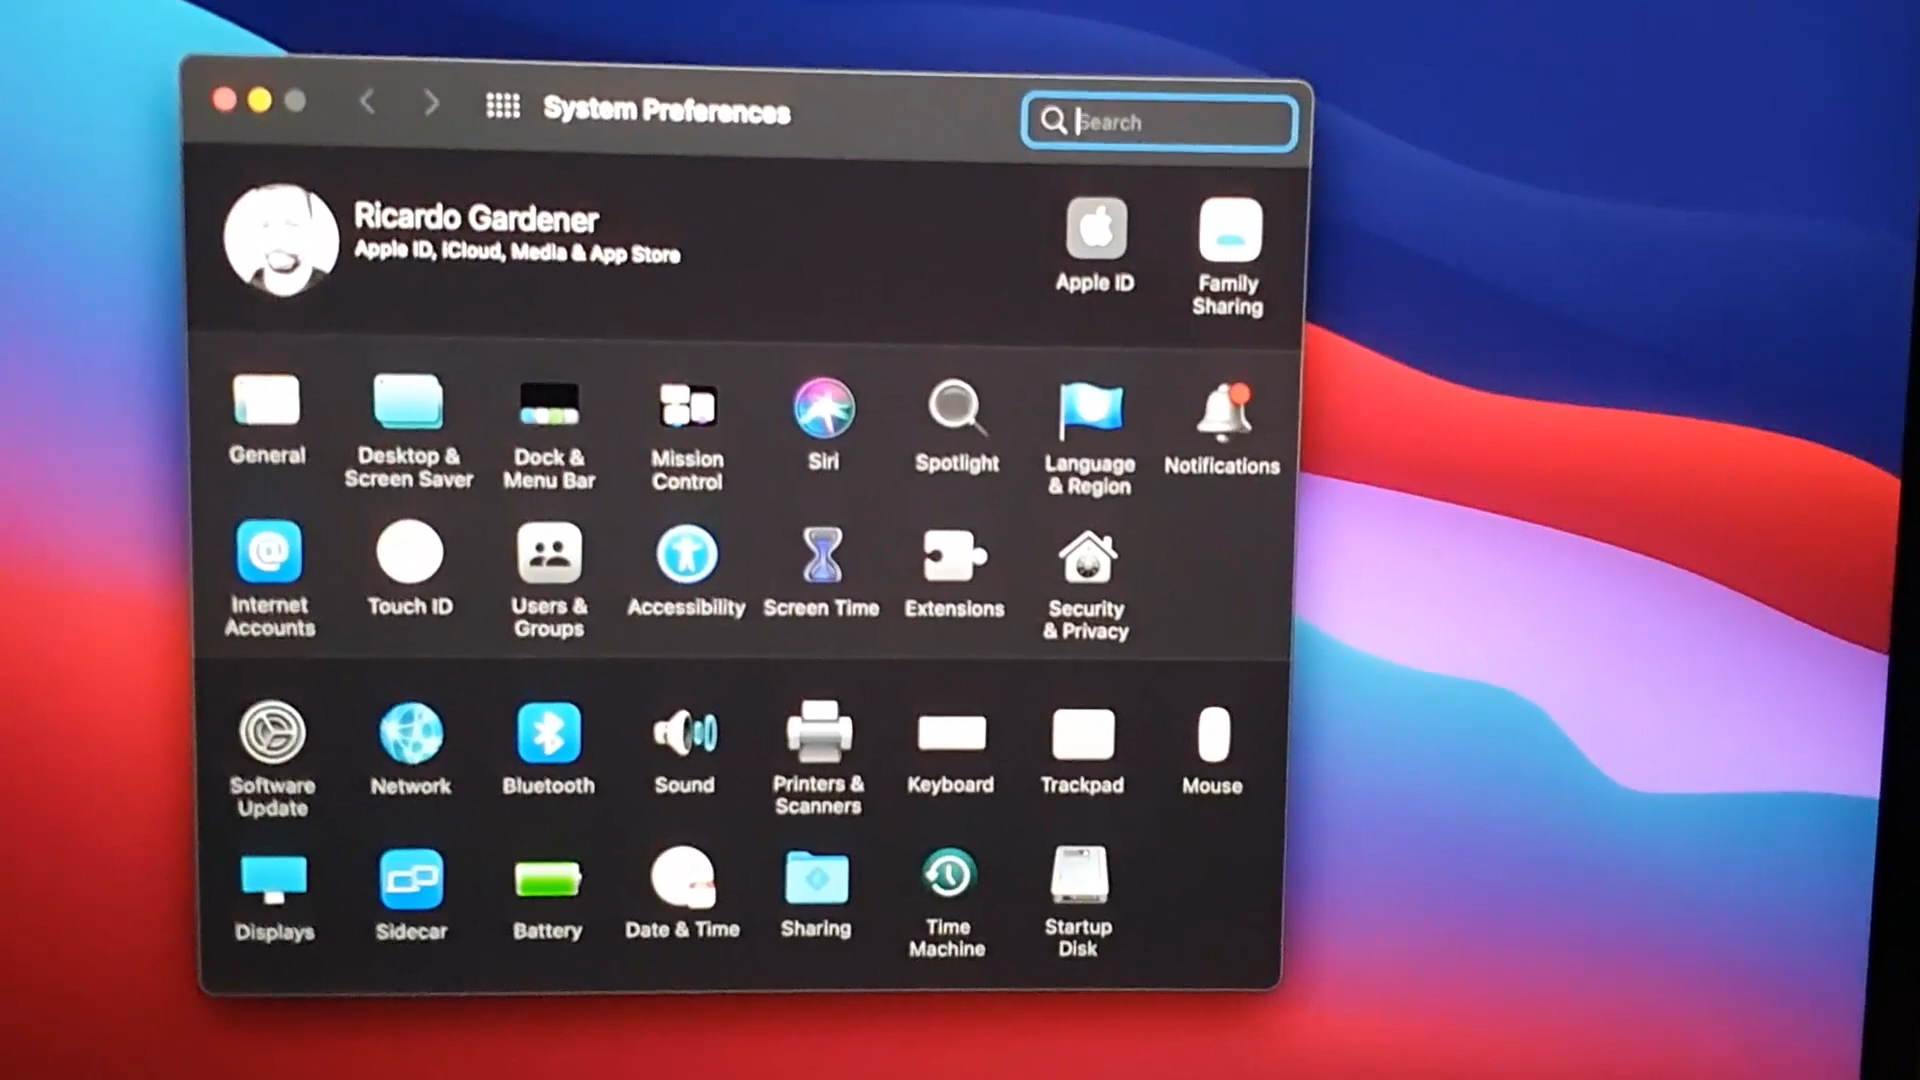 System Preferences
Search
Ricardo Gardener
Apple ID, iCloud, Media & App Store
Apple ID
Family
Sharing
General
Desktop &
Screen Saver
Dock &
Menu Bar
Mission
Control
Siri
Spotlight
Language
& Region
Notifications
Internet
Accounts
Touch ID
Users &
Groups
Accessibility
Screen Time
Extensions
Security
& Privacy
Software
Update
Network
Bluetooth
Sound
Printers &
Scanners
Keyboard
Trackpad
Mouse
Displays
Sidecar
Battery
Date & Time
Sharing
Time
Machine
Startup
Disk